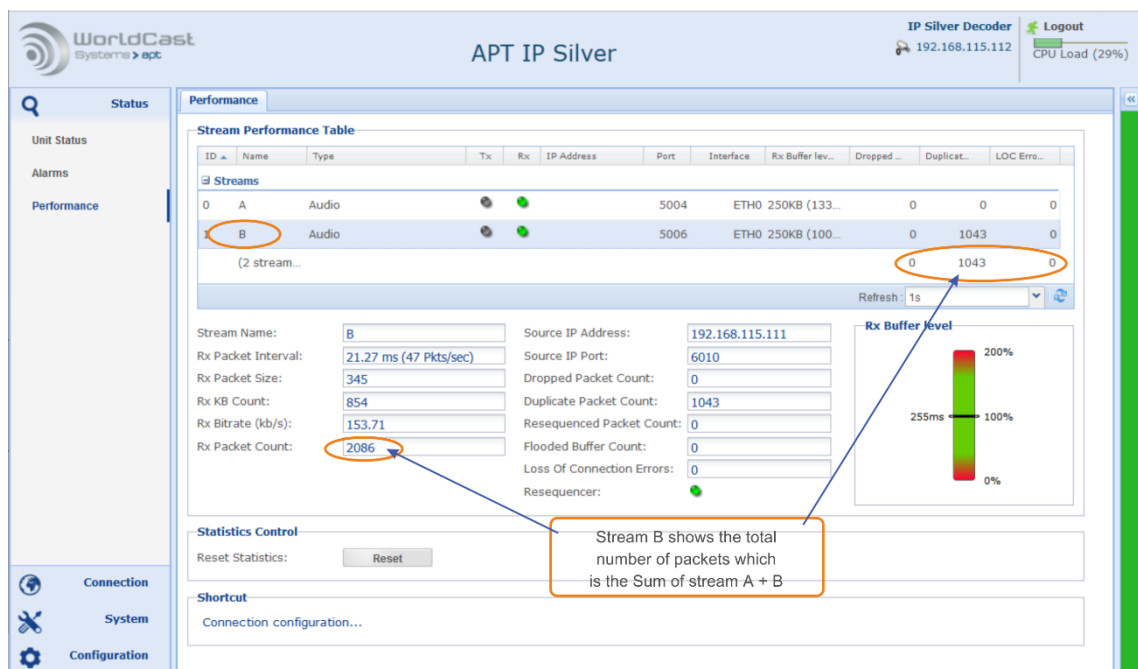 WorldCast
Systems > apt
APT IP Silver
IP Silver Decoder
192.168.115.112
Logout
CPU Load (29%)
Status
Unit Status
Alarms
Performance
Performance
Stream Performance Table
ID Name Type Tx Rx IP Address Port Interface Rx Buffer lev... Dropped ... Duplicat... LOC Erro...
Streams
0 A Audio 5004 ETH0 250KB (133... 0 0 0
1 B Audio 5006 ETH0 250KB (100... 0 1043 0
(2 stream... 0 1043 0
Refresh: 1s
Stream Name: B
Rx Packet Interval: 21.27 ms (47 Pkts/sec)
Rx Packet Size: 345
Rx KB Count: 854
Rx Bitrate (kb/s): 153.71
Rx Packet Count: 2086
Source IP Address: 192.168.115.111
Source IP Port: 6010
Dropped Packet Count: 0
Duplicate Packet Count: 1043
Resequenced Packet Count: 0
Flooded Buffer Count: 0
Loss Of Connection Errors: 0
Resequencer:
Rx Buffer level
200%
255ms 100%
0%
Statistics Control
Reset Statistics: Reset
Stream B shows the total
number of packets which
is the Sum of stream A + B
Shortcut
Connection configuration...
Connection
System
Configuration